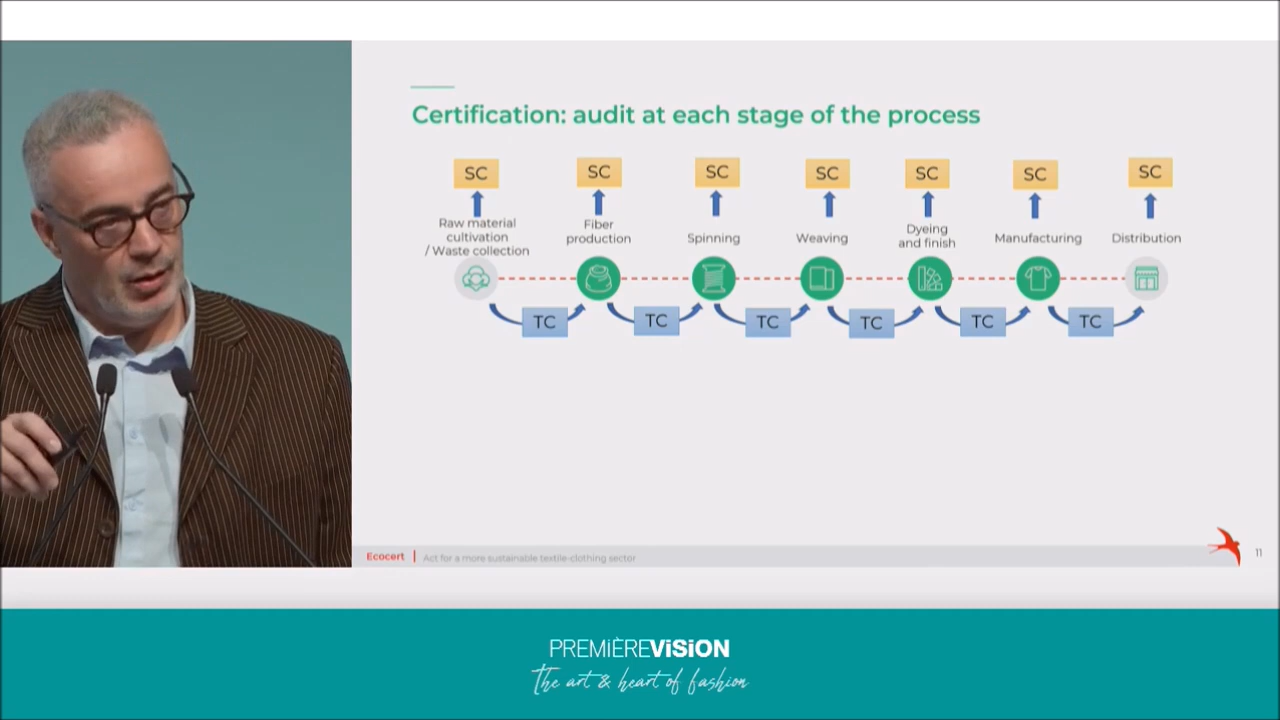 Certification: audit at each stage of the process
SC SC SC SC SC SC SC
Raw material
cultivation
/ Waste collection
Fiber
production
Spinning
Weaving
Dyeing
and finish
Manufacturing
Distribution
TC TC TC TC TC TC
Ecocert | Act for a more sustainable textile-clothing sector
11
PREMIÈREVISION
The art & heart of fashion